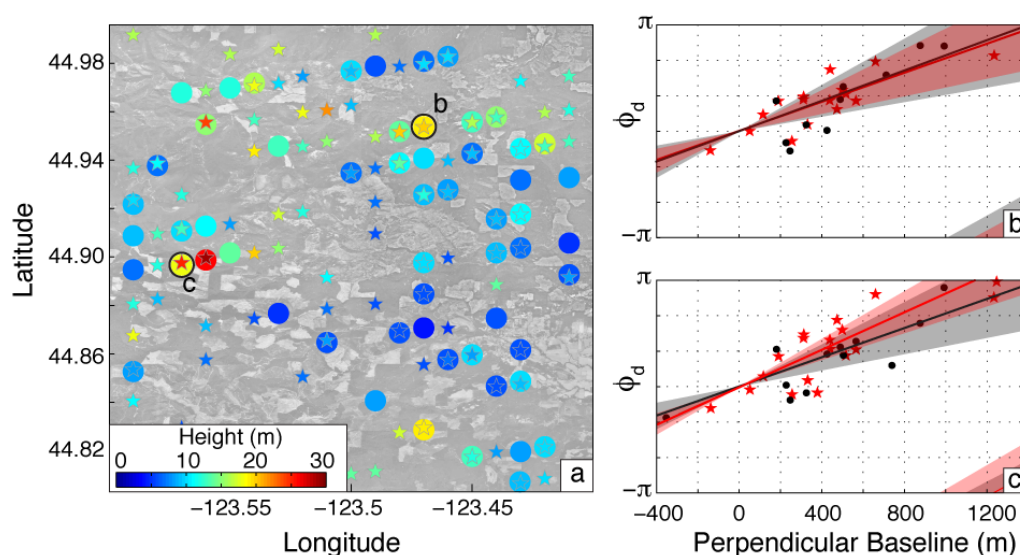 44.98
44.94
44.90
44.86
44.82
Latitude
b
c
Height (m)
0 10 20 30
a
−123.55 −123.5 −123.45
Longitude
π
ϕd
−π
b
π
ϕd
−π
c
−400 0 400 800 1200
Perpendicular Baseline (m)